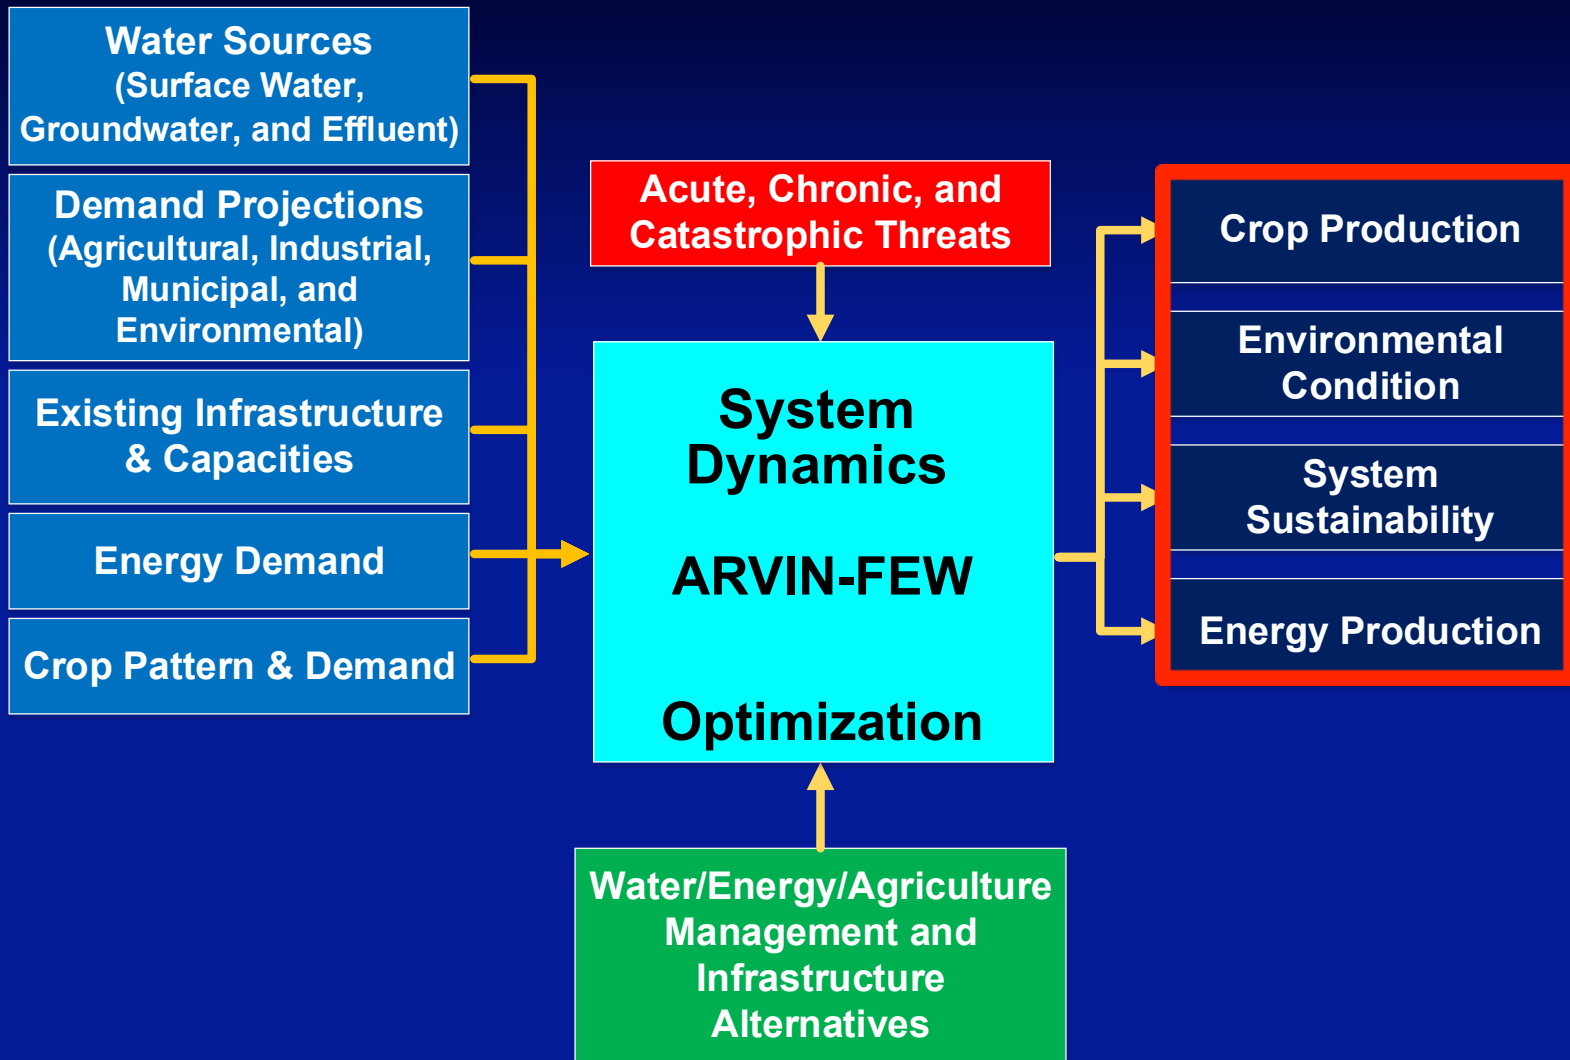 Water Sources
(Surface Water,
Groundwater, and Effluent)
Demand Projections
(Agricultural, Industrial,
Municipal, and
Environmental)
Existing Infrastructure
& Capacities
Energy Demand
Crop Pattern & Demand
Acute, Chronic, and
Catastrophic Threats
System
Dynamics
ARVIN-FEW
Optimization
Water/Energy/Agriculture
Management and
Infrastructure
Alternatives
Crop Production
Environmental
Condition
System
Sustainability
Energy Production